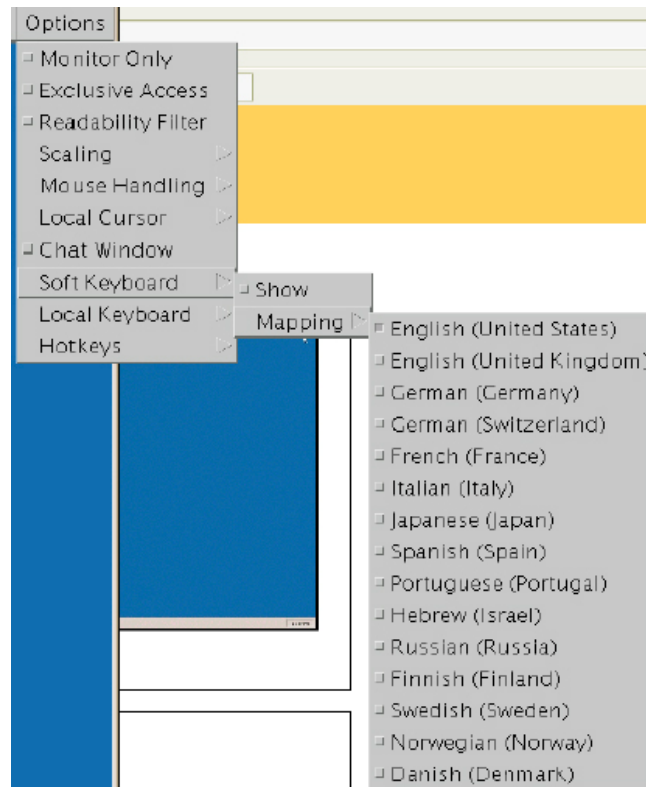 Options
Monitor Only
Exclusive Access
Readability Filter
Scaling
Mouse Handling
Local Cursor
Chat Window
Soft Keyboard
Local Keyboard
Hotkeys
Show
Mapping
English (United States)
English (United Kingdom)
German (Germany)
German (Switzerland)
French (France)
Italian (Italy)
Japanese (Japan)
Spanish (Spain)
Portuguese (Portugal)
Hebrew (Israel)
Russian (Russia)
Finnish (Finland)
Swedish (Sweden)
Norwegian (Norway)
Danish (Denmark)